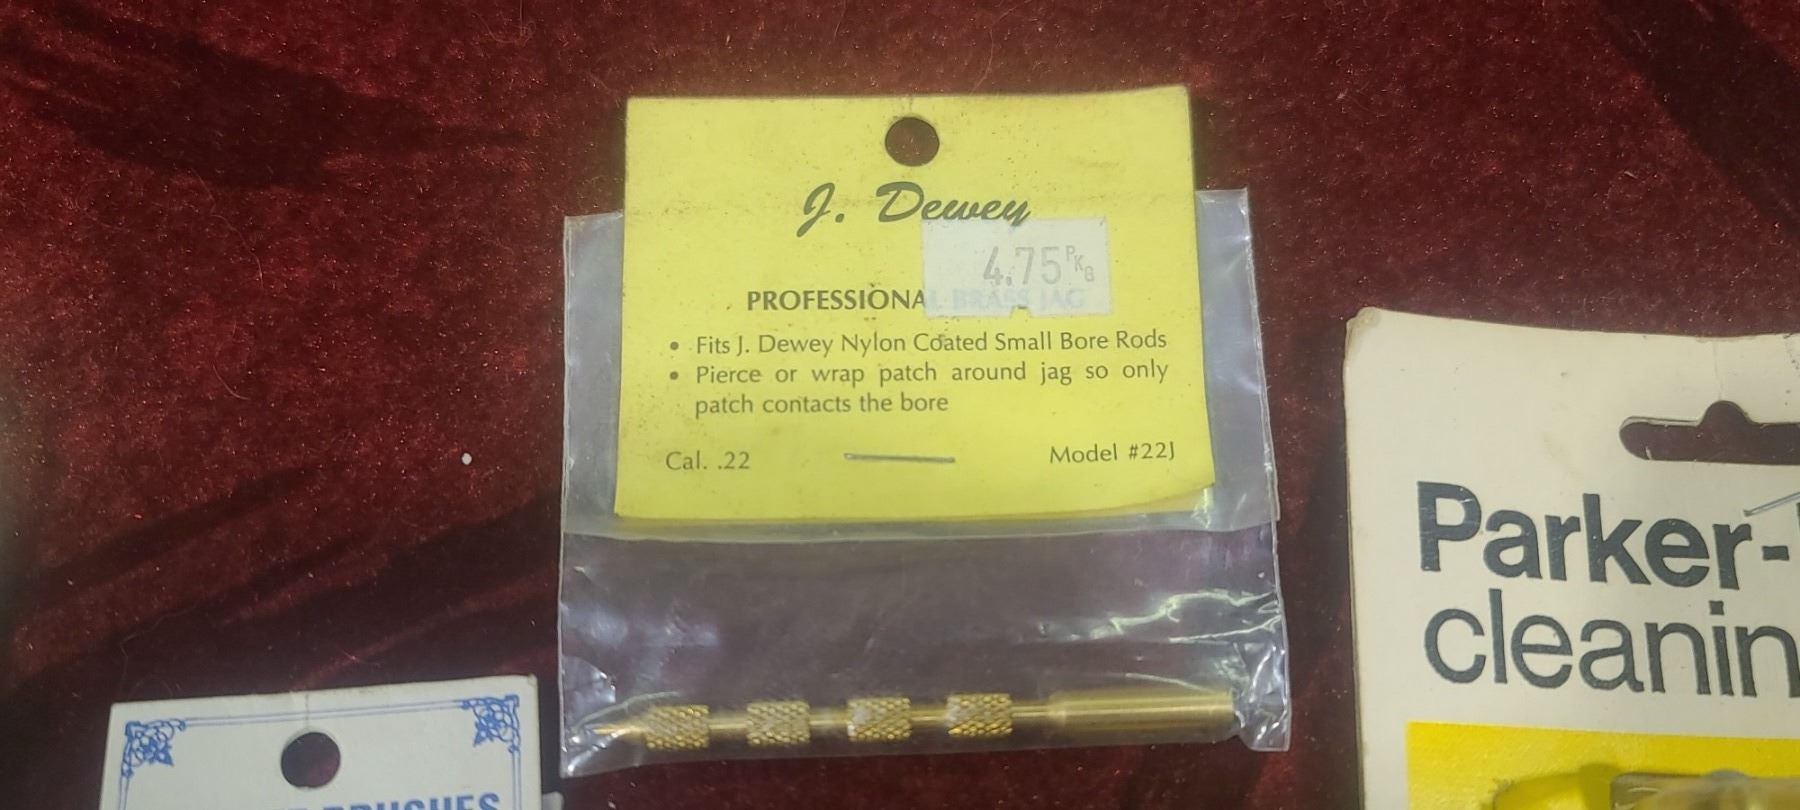 J. Dewey
4.75 PKG
PROFESSIONAL BRASS JAG
• Fits J. Dewey Nylon Coated Small Bore Rods
• Pierce or wrap patch around jag so only
patch contacts the bore
Cal. .22 Model #22J
Parker-
cleanin
BRUSHES